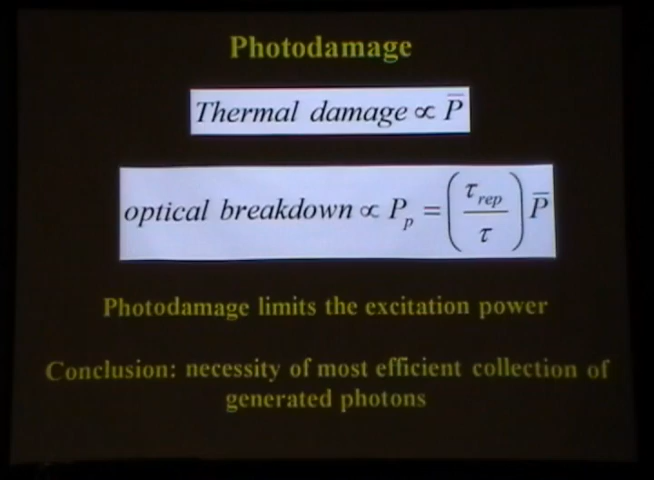 Photodamage
Thermal damage ∝ P̅
optical breakdown ∝ Pₚ = (τ_rep / τ) P̅
Photodamage limits the excitation power
Conclusion: necessity of most efficient collection of
generated photons